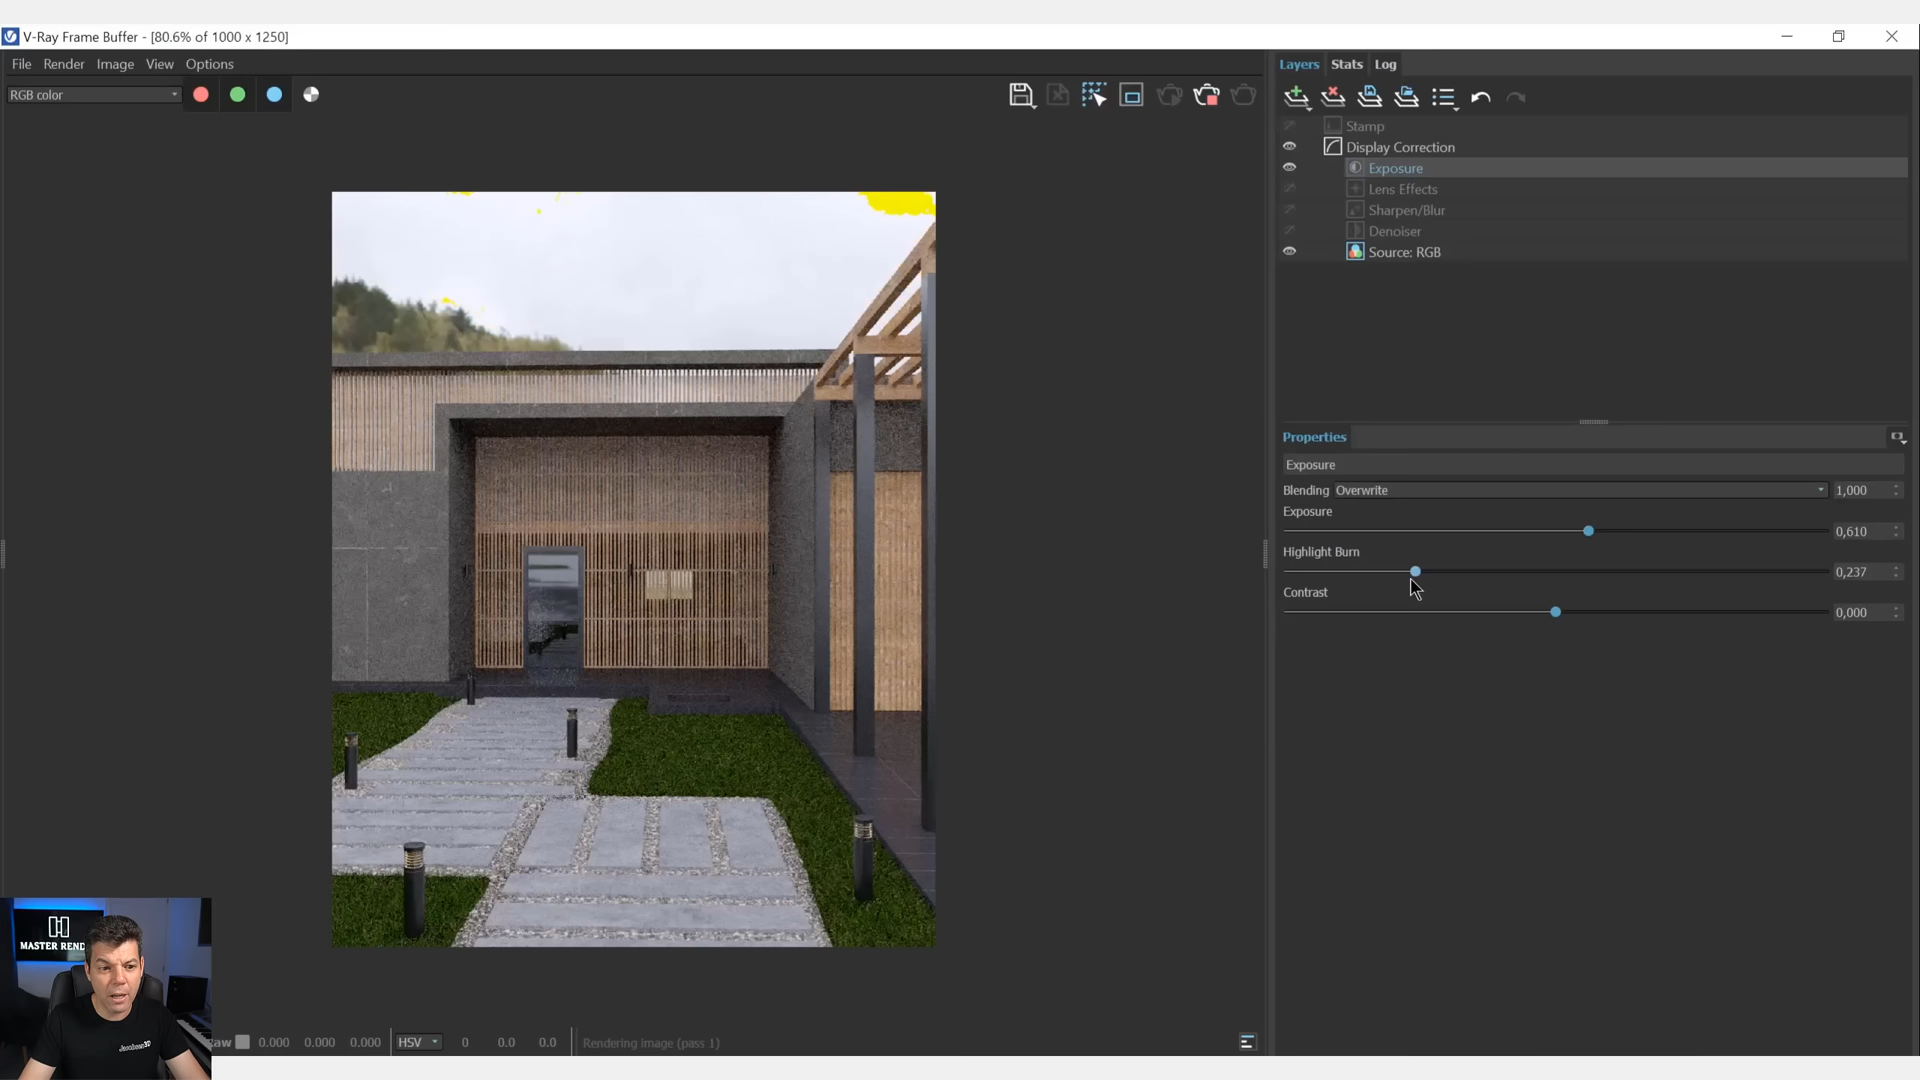 V-Ray Frame Buffer - [80.6% of 1000 x 1250]
File Render Image View Options
Layers Stats Log
RGB color
Stamp
Display Correction
Exposure
Lens Effects
Sharpen/Blur
Denoiser
Source: RGB
Properties
Exposure
Blending Overwrite 1,000
Exposure
0,610
Highlight Burn
0,237
Contrast
0,000
MASTER REND
Jacobean3D
aw 0.000 0.000 0.000 HSV 0 0.0 0.0 Rendering image (pass 1)